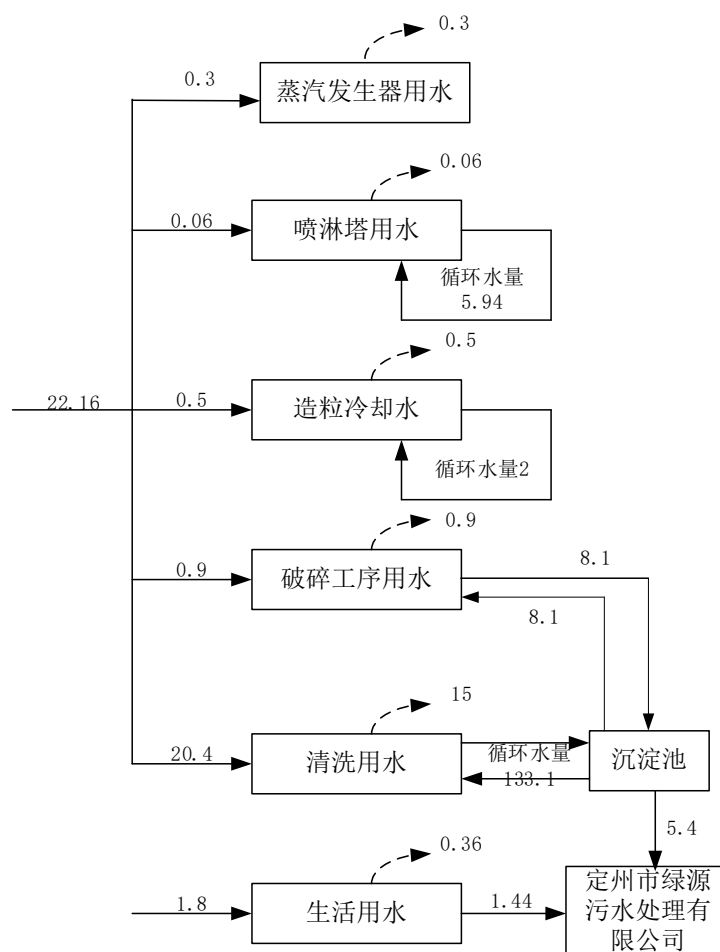 0.3
0.3
蒸汽发生器用水
0.06
0.06
喷淋塔用水
循环水量
5.94
0.5
22.16
0.5
造粒冷却水
循环水量2
0.9
0.9
破碎工序用水
8.1
8.1
15
20.4
清洗用水
循环水量
133.1
沉淀池
5.4
0.36
1.8
生活用水
1.44
定州市绿源
污水处理有
限公司